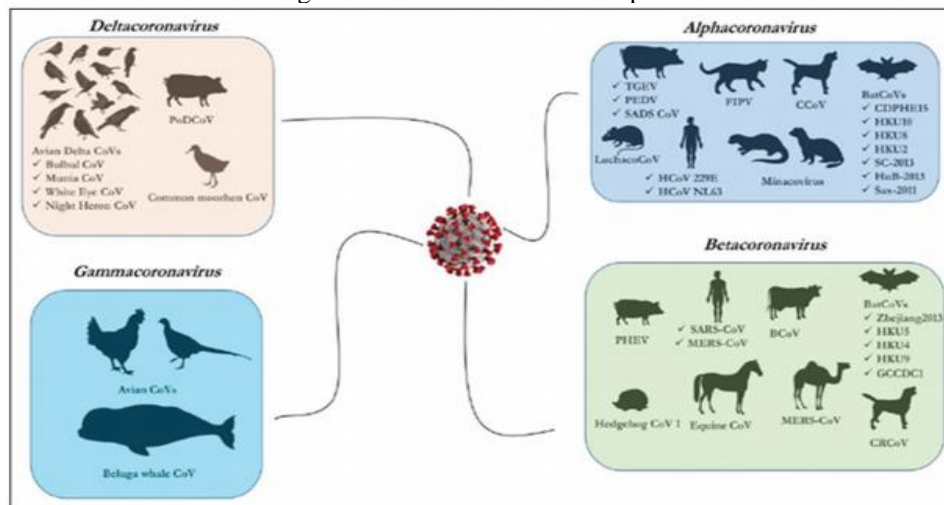 Deltacoronavirus
PoDCoV
Avian Delta CoVs
✓ Bulbul CoV
✓ Munia CoV
✓ White Eye CoV
✓ Night Heron CoV
Common moorhen CoV
Gammacoronavirus
Avian CoVs
Beluga whale CoV
Alphacoronavirus
✓ TGEV
✓ PEDV
✓ SADS CoV
FIPV
CCoV
BatCoVs
✓ CDPHE15
✓ HKU10
✓ HKU8
✓ HKU2
✓ SC-2013
✓ HuB-2013
✓ Sax-2011
LuchacoCoV
✓ HCoV 229E
✓ HCoV NL63
Minacovirus
Betacoronavirus
PHEV
✓ SARS-CoV
✓ MERS-CoV
BCoV
BatCoVs
✓ Zhejiang2013
✓ HKU5
✓ HKU4
✓ HKU9
✓ GCCDC1
Hedgehog CoV 1
Equine CoV
MERS-CoV
CRCoV